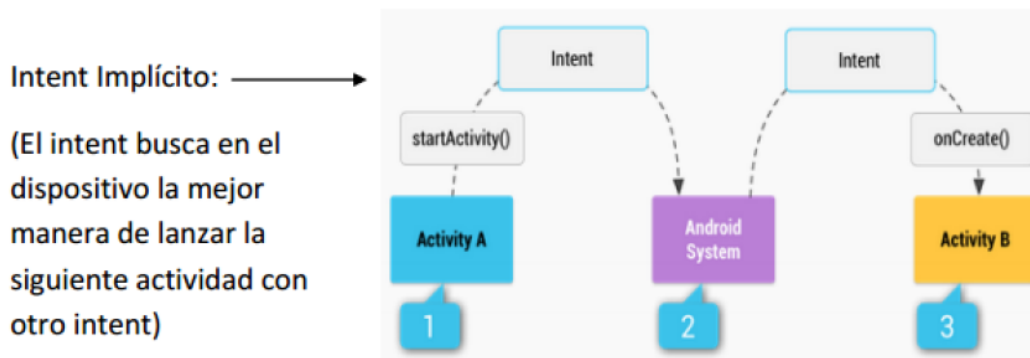 Intent Implícito:
(El intent busca en el
dispositivo la mejor
manera de lanzar la
siguiente actividad con
otro intent)
Intent
Intent
startActivity()
onCreate()
Activity A
Android
System
Activity B
1
2
3